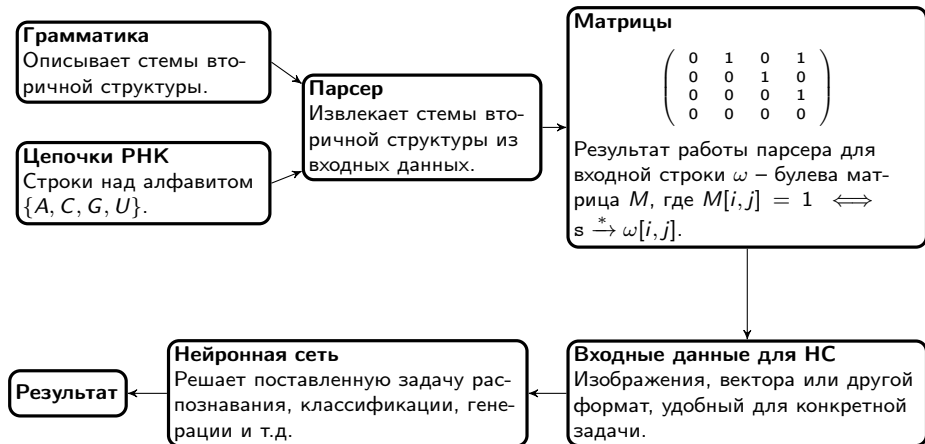 Грамматика
Описывает стемы вто-
ричной структуры.
Цепочки РНК
Строки над алфавитом
{A, C, G, U}.
Парсер
Извлекает стемы вто-
ричной структуры из
входных данных.
Матрицы
0 1 0 1
0 0 1 0
0 0 0 1
0 0 0 0
Результат работы парсера для
входной строки ω – булева мат-
рица M, где M[i, j] = 1 ⟺
s →* ω[i, j].
Входные данные для НС
Изображения, вектора или другой
формат, удобный для конкретной
задачи.
Нейронная сеть
Решает поставленную задачу рас-
познавания, классификации, гене-
рации и т.д.
Результат